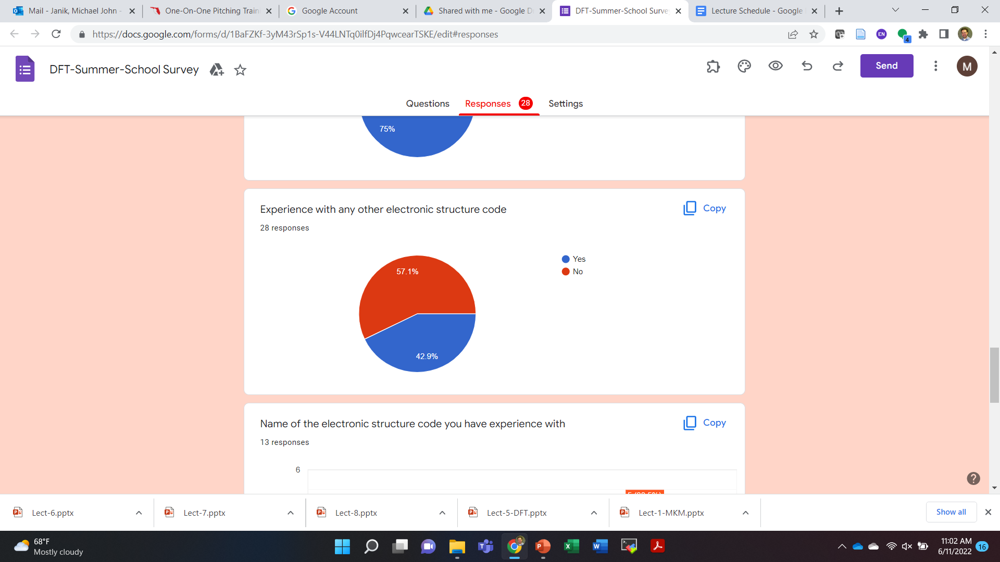 Mail - Janik, Michael John -
One-On-One Pitching Train
Google Account
Shared with me - Google D
DFT-Summer-School Surve
Lecture Schedule - Google
https://docs.google.com/forms/d/1BaFZKf-3yM43rSp1s-V44LNTq0ilfDj4PqwcearTSKE/edit#responses
EN
4
DFT-Summer-School Survey
Send
M
Questions
Responses 28
Settings
75%
Experience with any other electronic structure code
Copy
28 responses
57.1%
42.9%
Yes
No
Name of the electronic structure code you have experience with
Copy
13 responses
6
Lect-6.pptx
Lect-7.pptx
Lect-8.pptx
Lect-5-DFT.pptx
Lect-1-MKM.pptx
Show all
68°F
Mostly cloudy
11:02 AM
6/11/2022
16